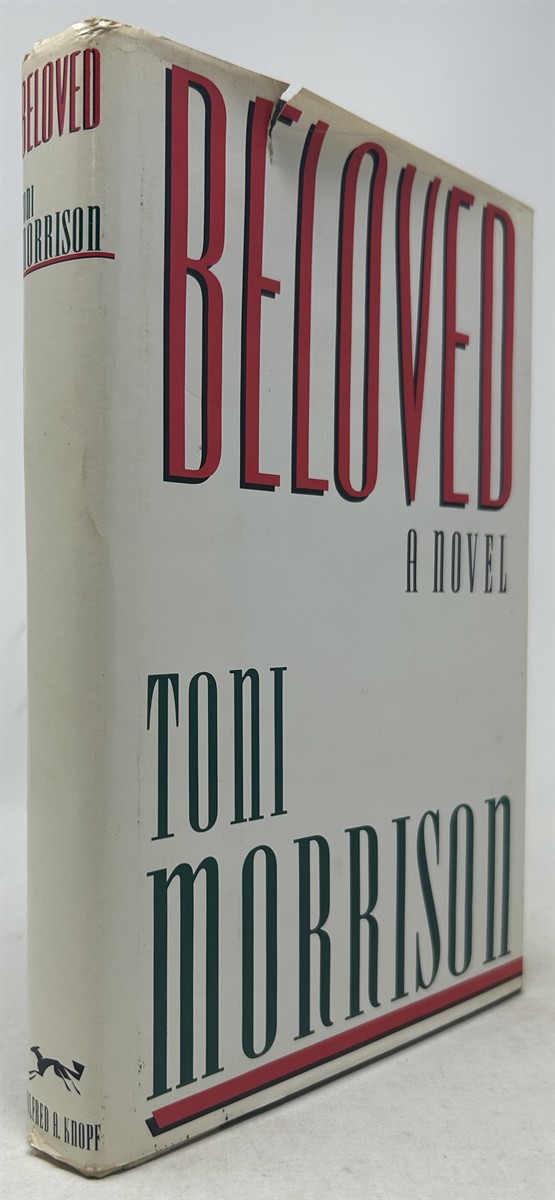 BELOVED
TONI
MORRISON
ALFRED A. KNOPF
BELOVED
A NOVEL
TONI
MORRISON